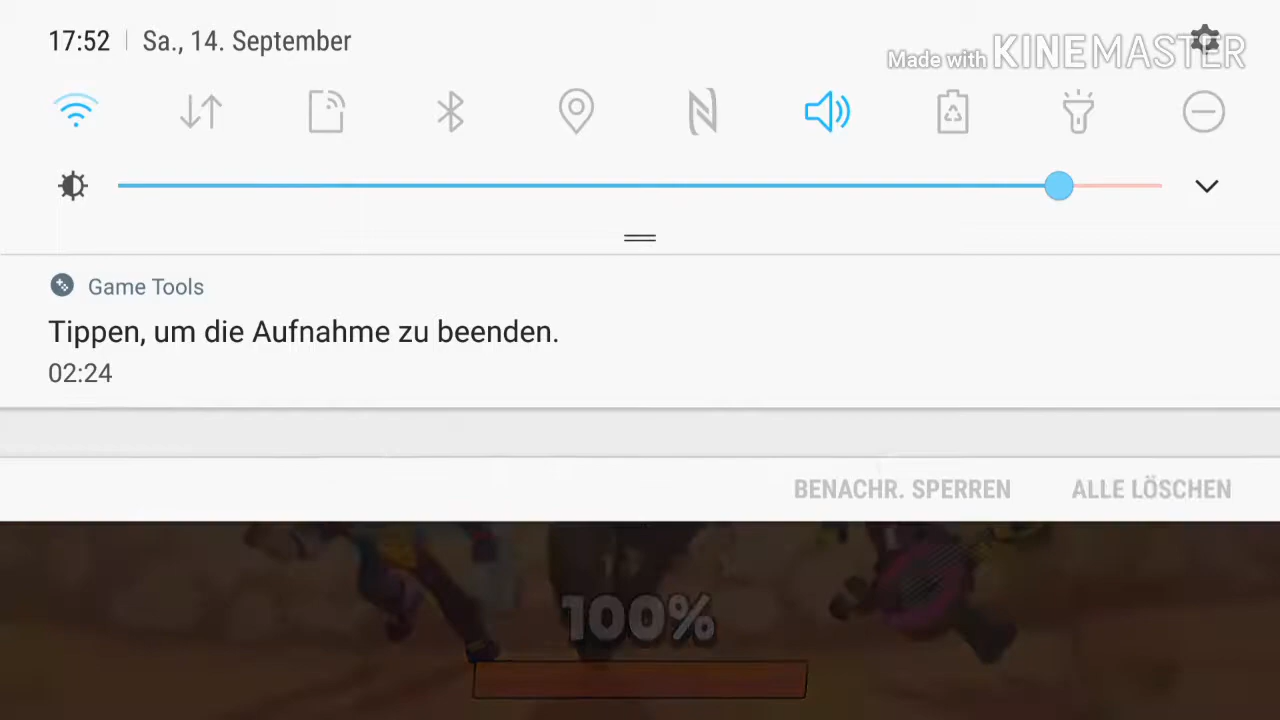 17:52 Sa., 14. September
Made with KINEMASTER
Game Tools
Tippen, um die Aufnahme zu beenden.
02:24
BENACHR. SPERREN ALLE LÖSCHEN
100%